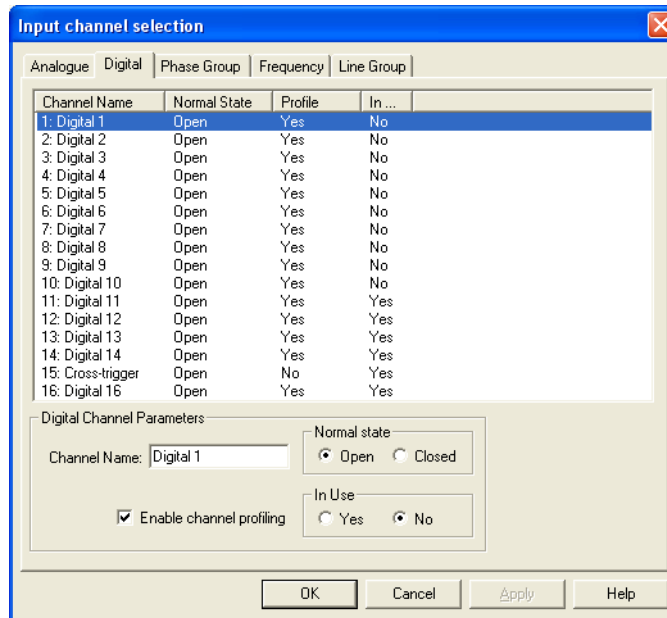 Input channel selection
Analogue Digital Phase Group Frequency Line Group
Channel Name Normal State Profile In ...
1: Digital 1 Open Yes No
2: Digital 2 Open Yes No
3: Digital 3 Open Yes No
4: Digital 4 Open Yes No
5: Digital 5 Open Yes No
6: Digital 6 Open Yes No
7: Digital 7 Open Yes No
8: Digital 8 Open Yes No
9: Digital 9 Open Yes No
10: Digital 10 Open Yes No
11: Digital 11 Open Yes Yes
12: Digital 12 Open Yes Yes
13: Digital 13 Open Yes Yes
14: Digital 14 Open Yes Yes
15: Cross-trigger Open No Yes
16: Digital 16 Open Yes Yes
Digital Channel Parameters
Normal state
Channel Name: Digital 1 Open Closed
In Use
Enable channel profiling Yes No
OK Cancel Apply Help